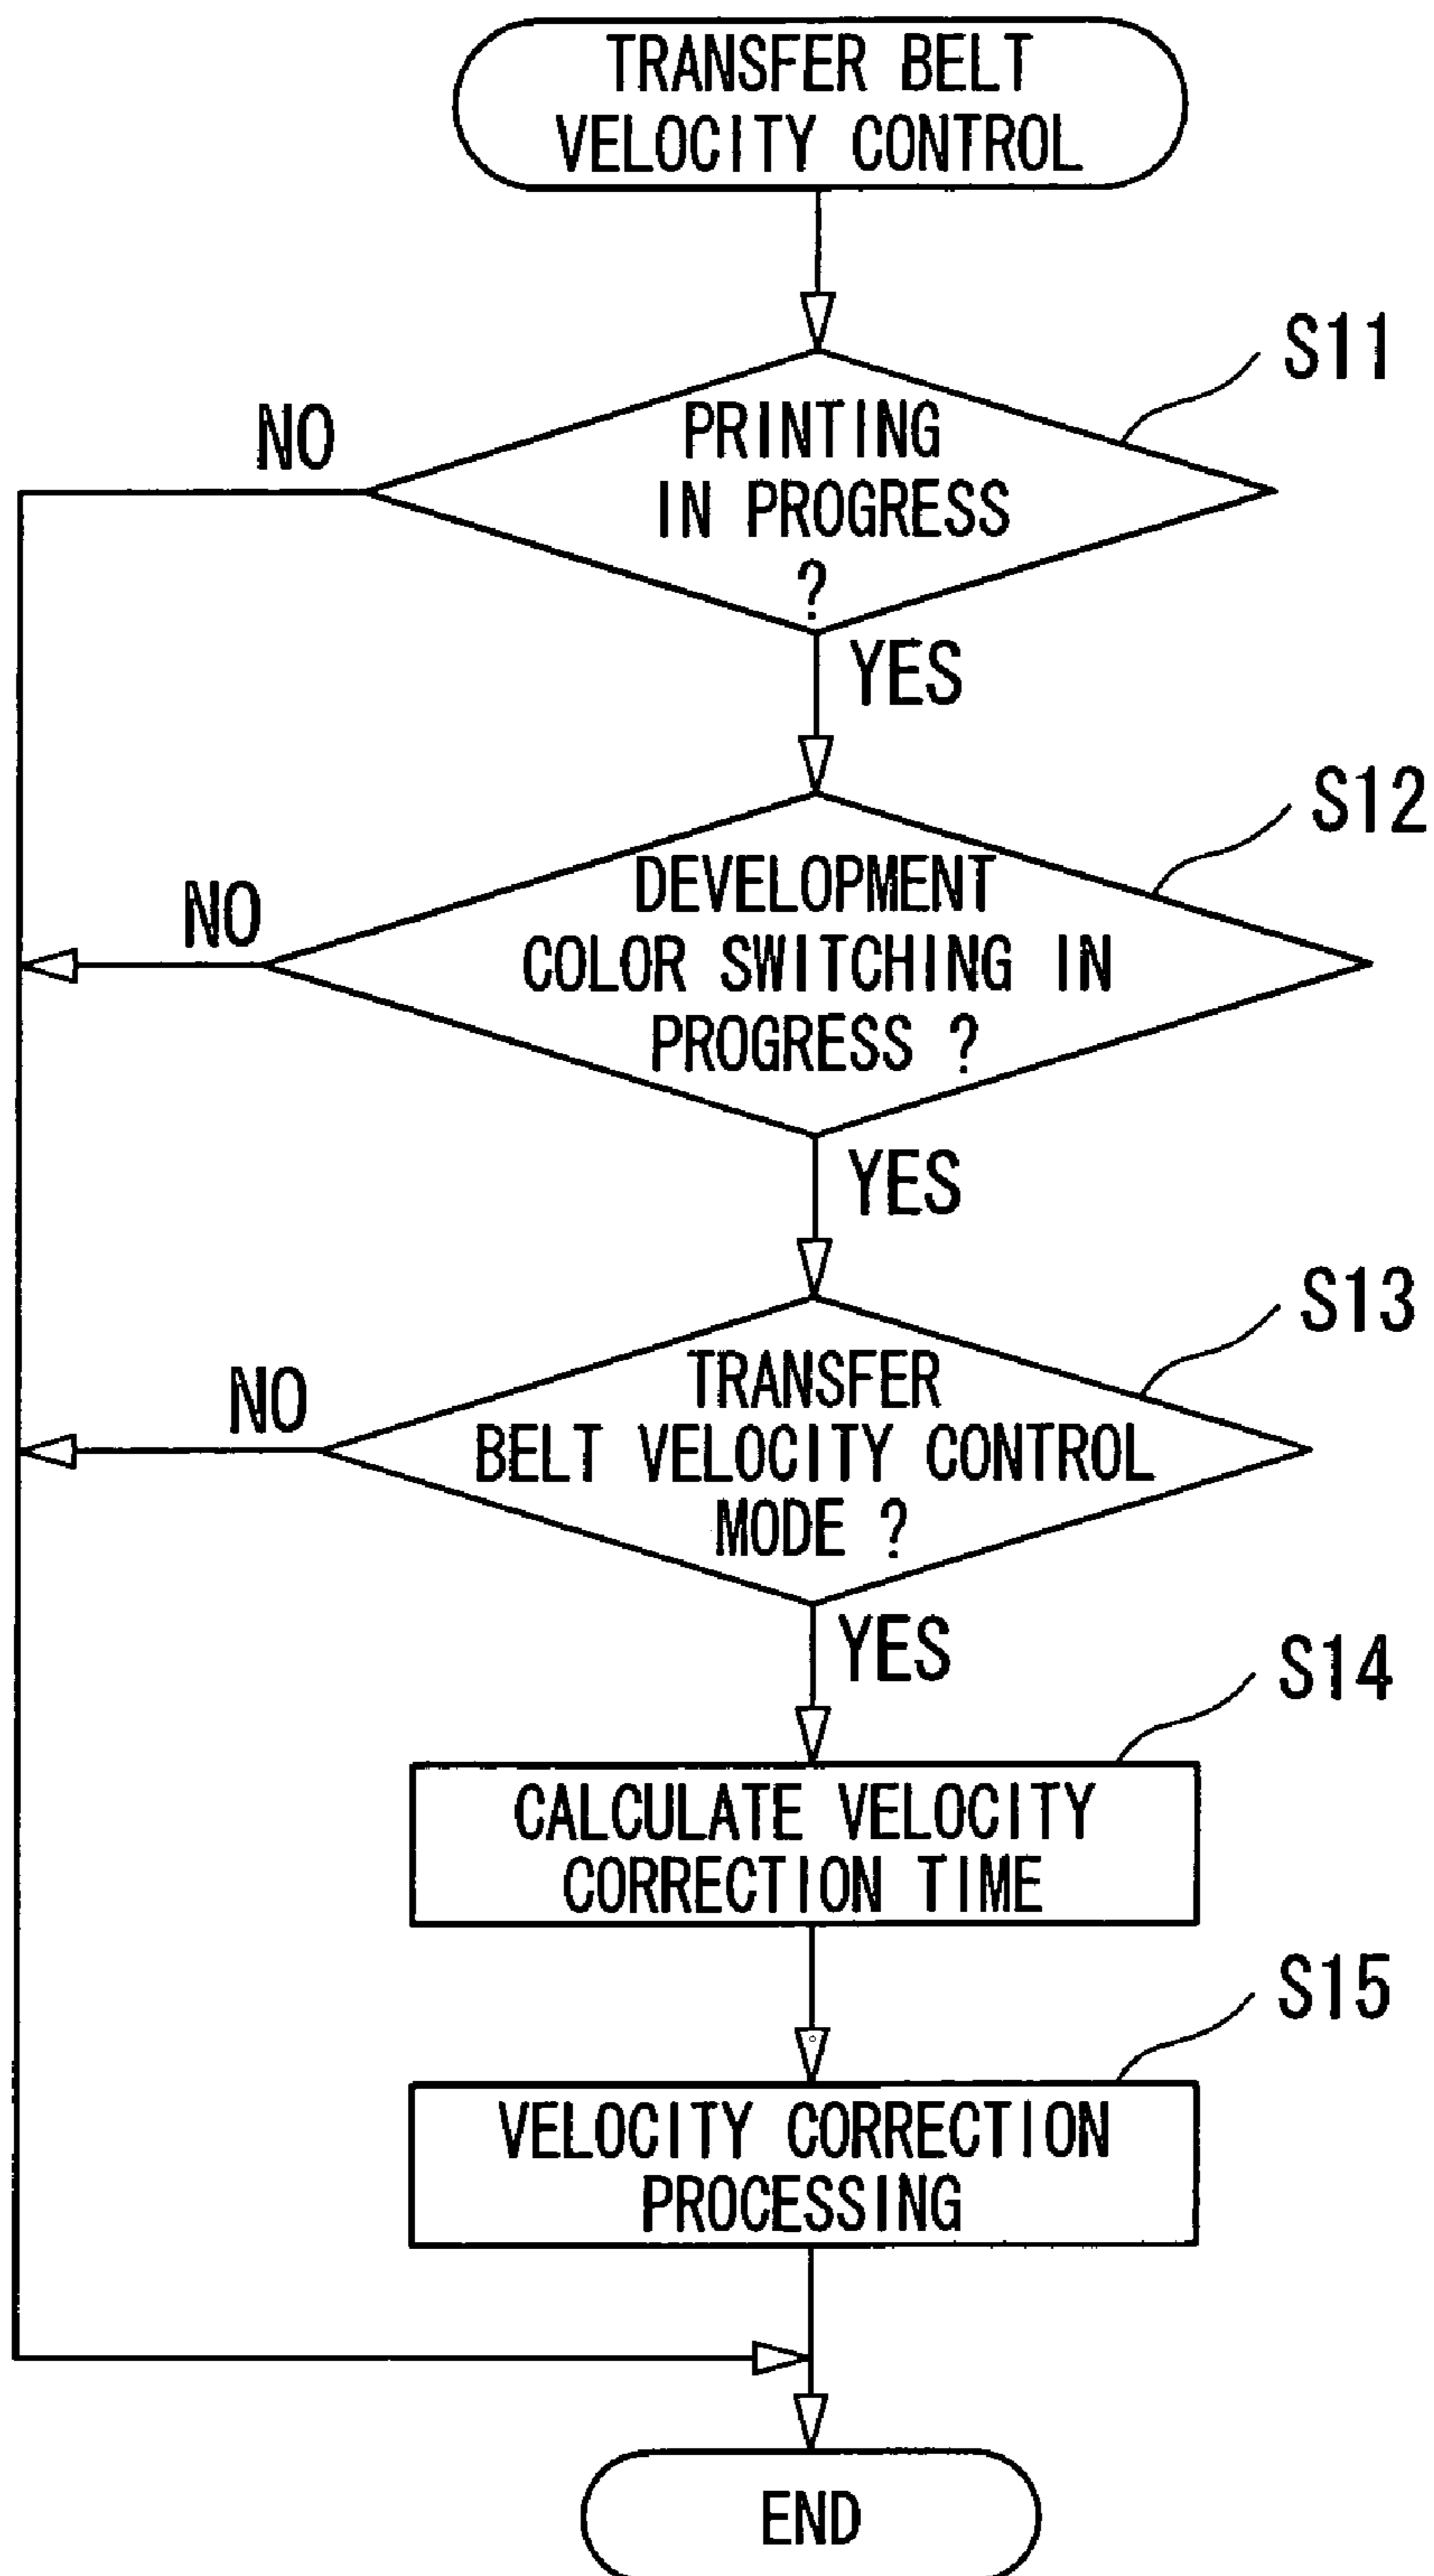 TRANSFER BELT
VELOCITY CONTROL
S11
PRINTING
IN PROGRESS
?
NO
YES
S12
DEVELOPMENT
COLOR SWITCHING IN
PROGRESS ?
NO
YES
S13
TRANSFER
BELT VELOCITY CONTROL
MODE ?
NO
YES
S14
CALCULATE VELOCITY
CORRECTION TIME
S15
VELOCITY CORRECTION
PROCESSING
END